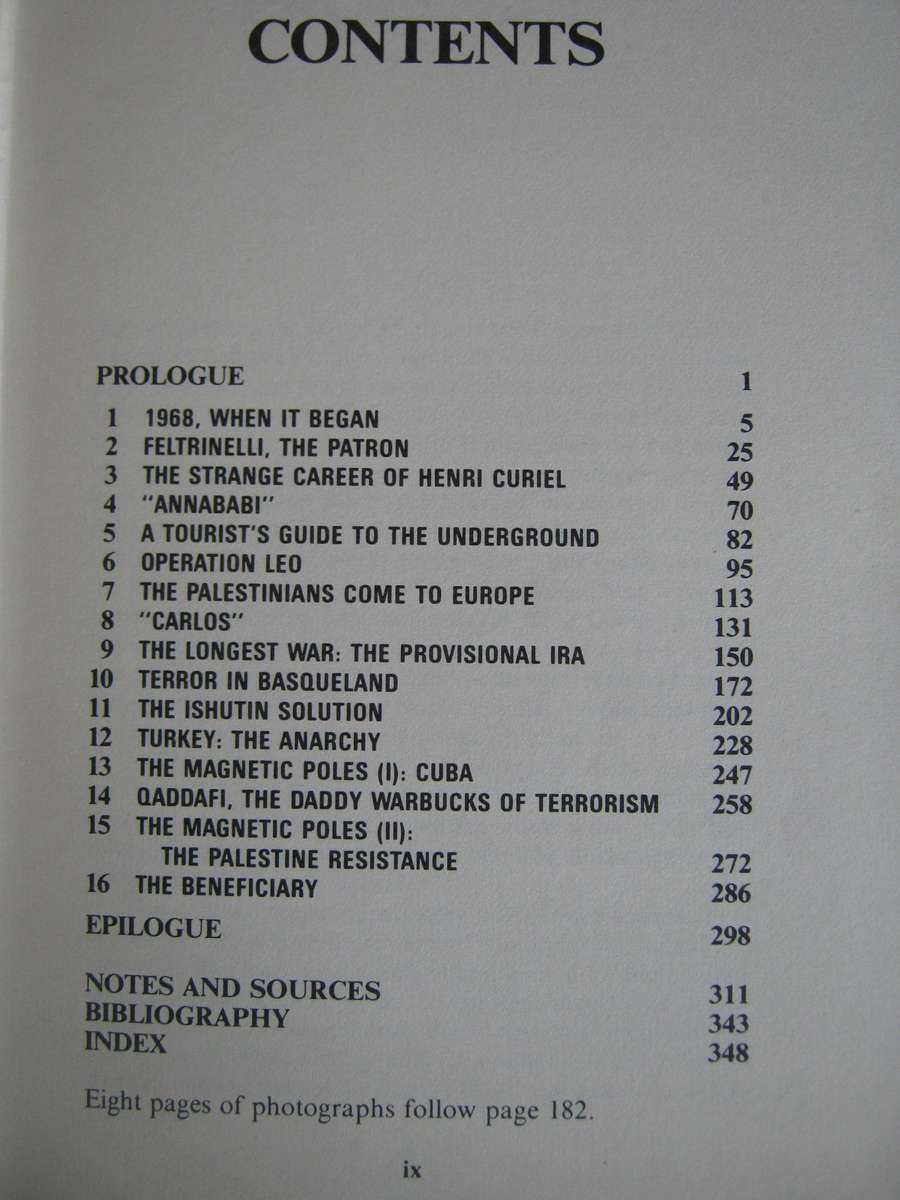 CONTENTS
PROLOGUE 1
1 1968, WHEN IT BEGAN 5
2 FELTRINELLI, THE PATRON 25
3 THE STRANGE CAREER OF HENRI CURIEL 49
4 "ANNABABI" 70
5 A TOURIST'S GUIDE TO THE UNDERGROUND 82
6 OPERATION LEO 95
7 THE PALESTINIANS COME TO EUROPE 113
8 "CARLOS" 131
9 THE LONGEST WAR: THE PROVISIONAL IRA 150
10 TERROR IN BASQUELAND 172
11 THE ISHUTIN SOLUTION 202
12 TURKEY: THE ANARCHY 228
13 THE MAGNETIC POLES (I): CUBA 247
14 QADDAFI, THE DADDY WARBUCKS OF TERRORISM 258
15 THE MAGNETIC POLES (II):
THE PALESTINE RESISTANCE 272
16 THE BENEFICIARY 286
EPILOGUE 298
NOTES AND SOURCES 311
BIBLIOGRAPHY 343
INDEX 348
Eight pages of photographs follow page 182.
ix